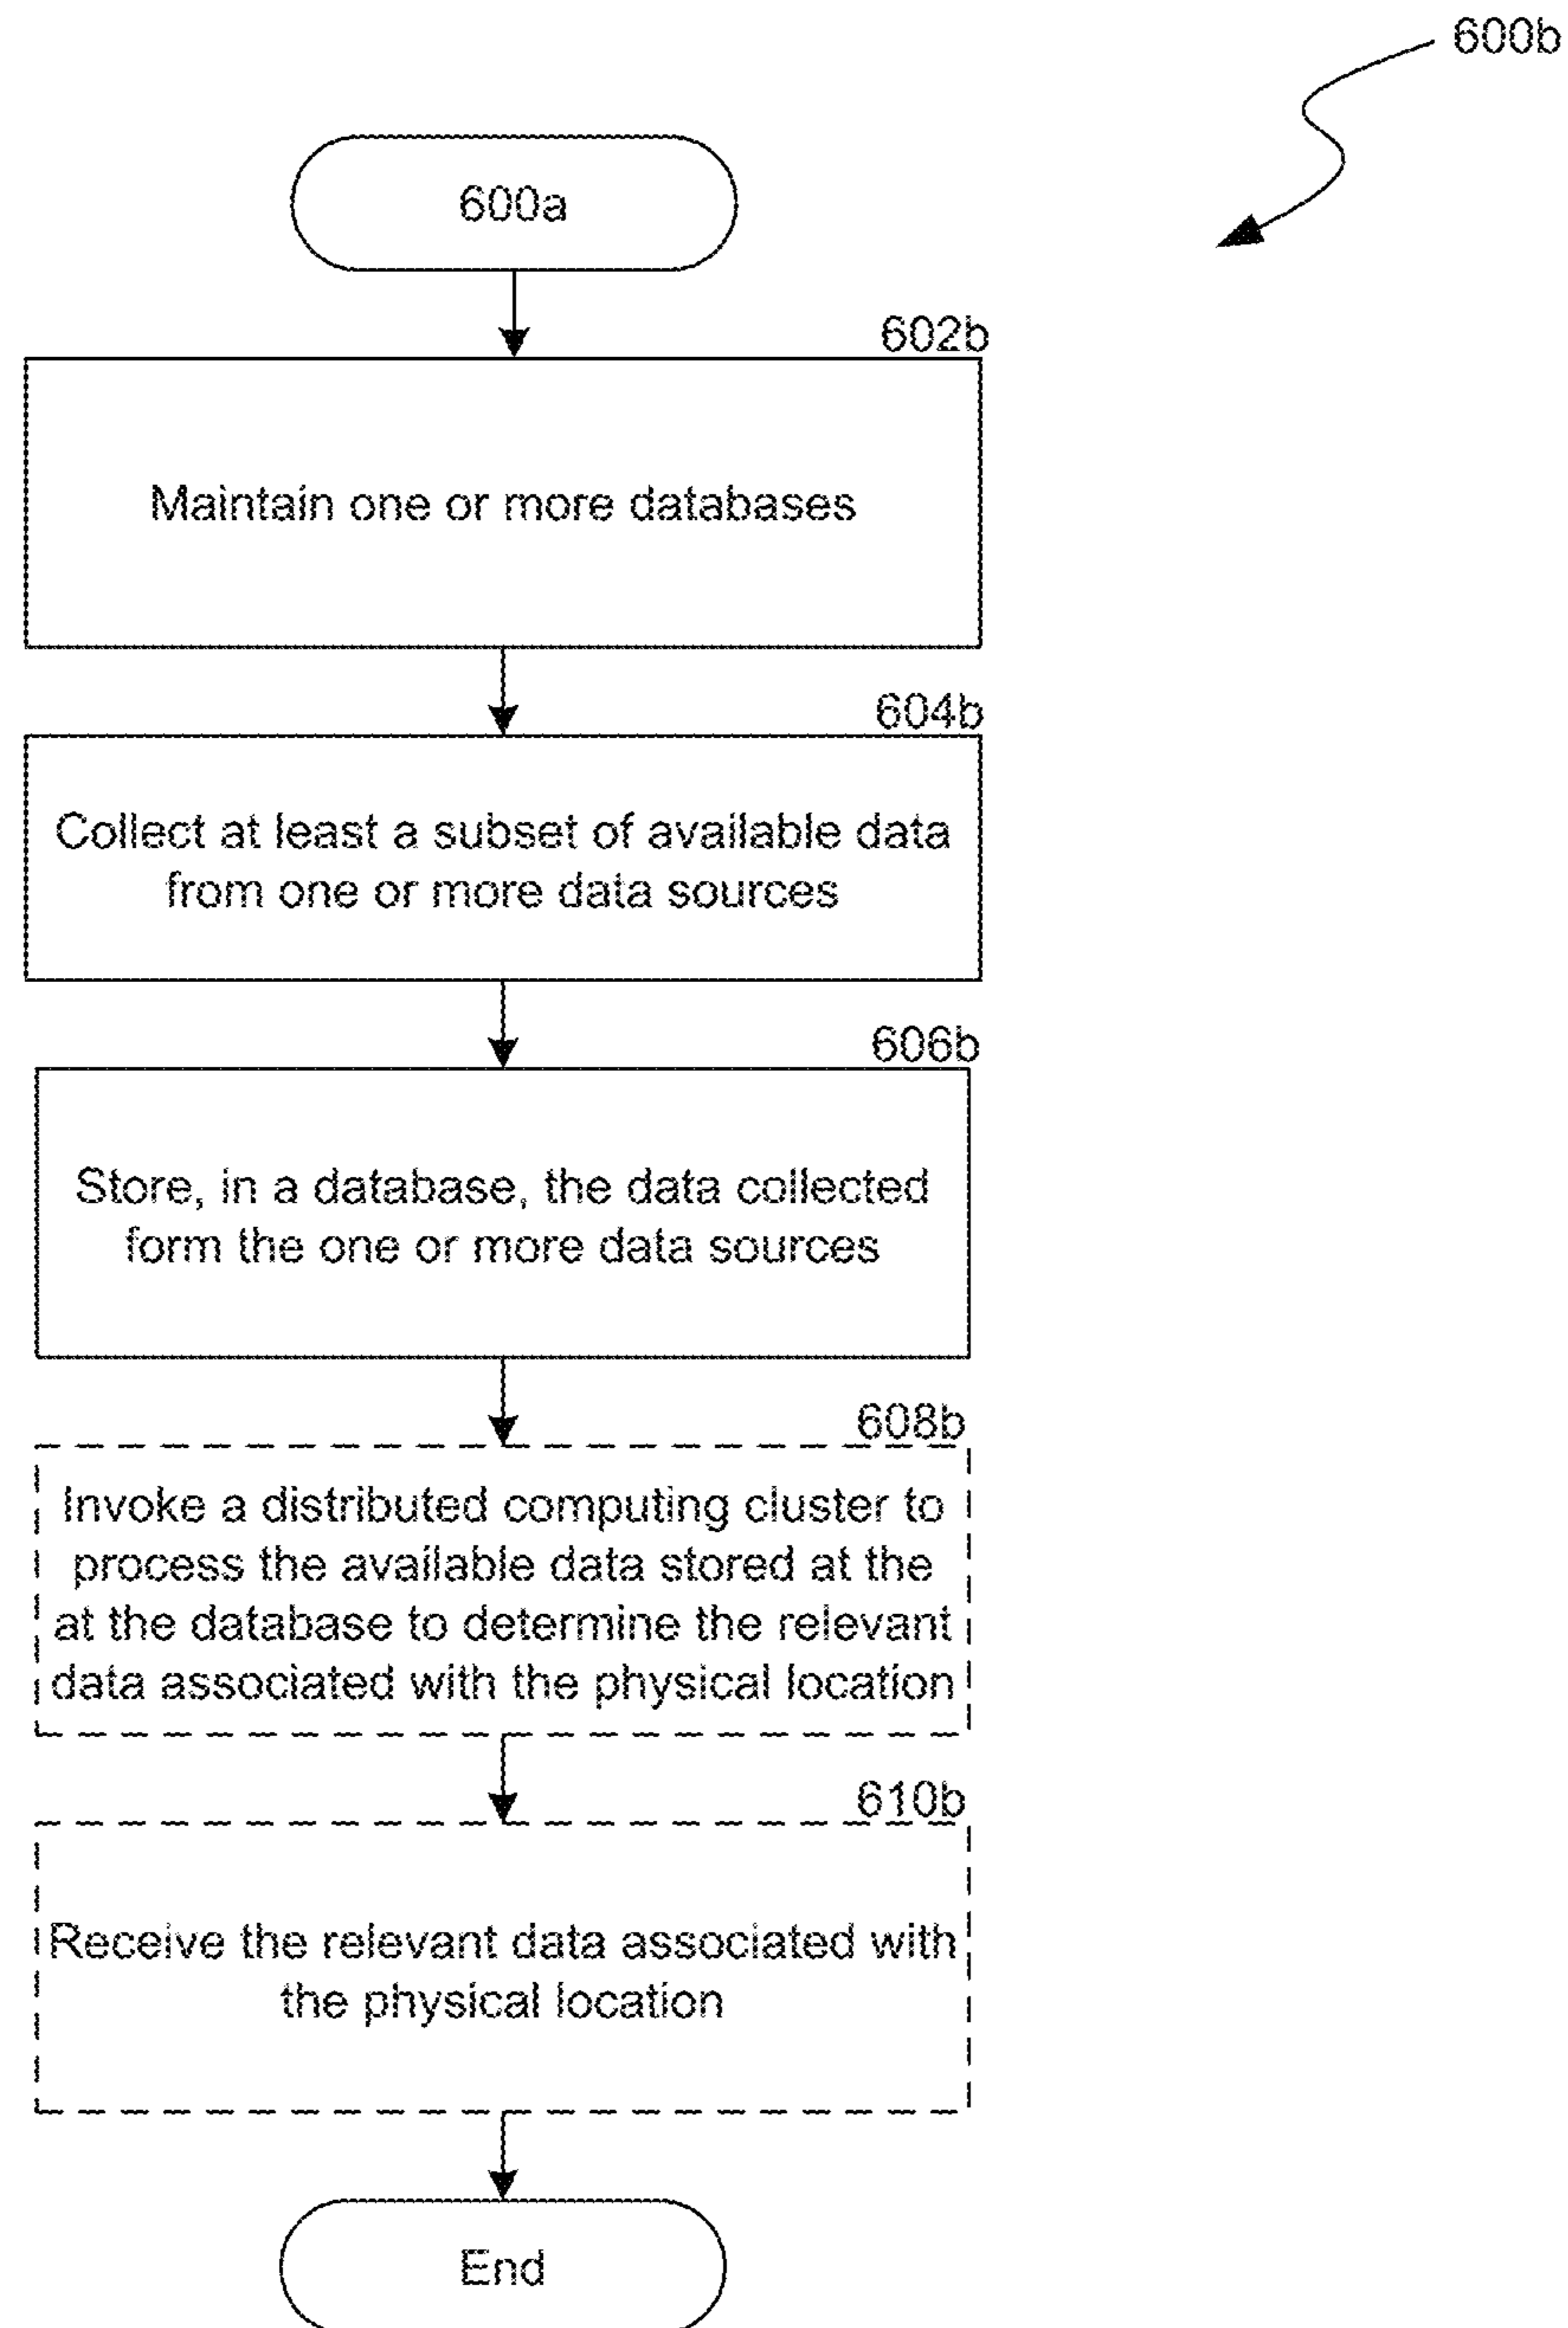 600b
600a
602b
Maintain one or more databases
604b
Collect at least a subset of available data
from one or more data sources
606b
Store, in a database, the data collected
form the one or more data sources
608b
Invoke a distributed computing cluster to
process the available data stored at the
at the database to determine the relevant
data associated with the physical location
610b
Receive the relevant data associated with
the physical location
End